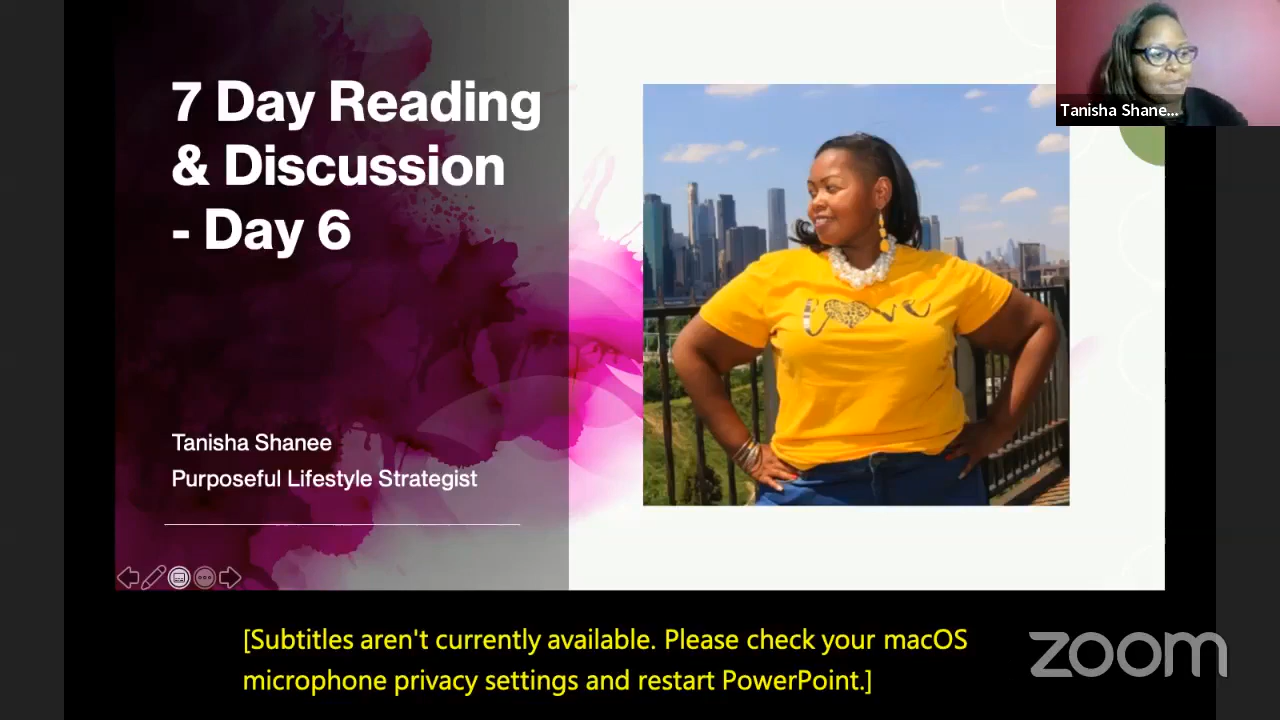 7 Day Reading
& Discussion
- Day 6
Tanisha Shane...
Love
Tanisha Shanee
Purposeful Lifestyle Strategist
[Subtitles aren't currently available. Please check your macOS
microphone privacy settings and restart PowerPoint.]
zoom